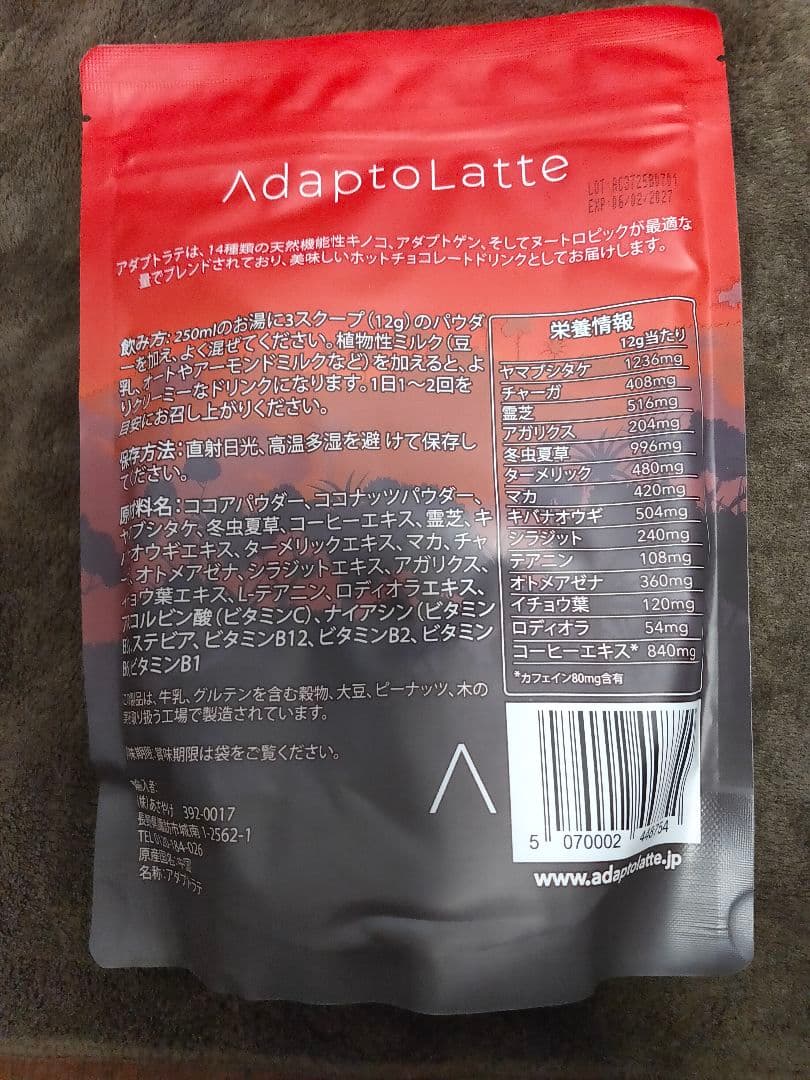 AdaptoLatte
LOT AC3725B0701
EXP 06/02/2027
アダプトラテは、14種類の天然機能性キノコ、アダプトゲン、そしてヌートロピックが最適な
量でブレンドされており、美味しいホットチョコレートドリンクとしてお届けします。
飲み方: 250mlのお湯に3スクープ(12g)のパウダ
ーを加え、よく混ぜてください。植物性ミルク(豆
乳、オートやアーモンドミルクなど)を加えると、よ
りクリーミーなドリンクになります。1日1〜2回を
目安にお召し上がりください。
保存方法: 直射日光、高温多湿を避けて保存し
てください。
原材料名: ココアパウダー、ココナッツパウダー、
ヤマブシタケ、冬虫夏草、コーヒーエキス、霊芝、キ
オウギエキス、ターメリックエキス、マカ、チャ
、オトメアゼナ、シラジットエキス、アガリクス、
イチョウ葉エキス、L-テアニン、ロディオラエキス、
アスコルビン酸(ビタミンC)、ナイアシン(ビタミン
ステビア、ビタミンB12、ビタミンB2、ビタミン
ビタミンB1
この製品は、牛乳、グルテンを含む穀物、大豆、ピーナッツ、木の
取り扱う工場で製造されています。
賞味期限は袋をご覧ください。
輸入者:
(株)あさやけ 392-0017
長野県諏訪市城南1-2562-1
TEL 0120-184-026
原産国名: 中国
名称: アダプトラテ
栄養情報
12g当たり
ヤマブシタケ 1236mg
チャーガ 408mg
霊芝 516mg
アガリクス 204mg
冬虫夏草 996mg
ターメリック 480mg
マカ 420mg
キバナオウギ 504mg
シラジット 240mg
テアニン 108mg
オトメアゼナ 360mg
イチョウ葉 120mg
ロディオラ 54mg
コーヒーエキス* 840mg
*カフェイン80mg含有
5 070002 448754
www.adaptolatte.jp